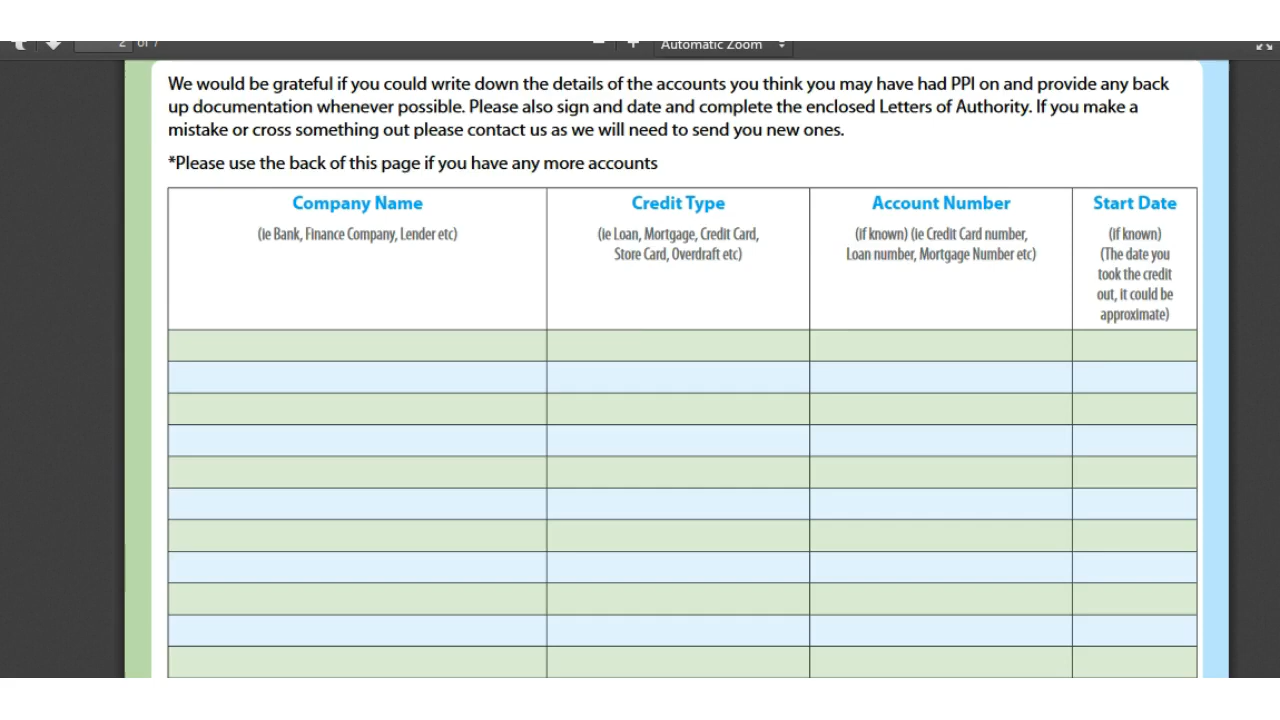 2 of 7
Automatic Zoom
We would be grateful if you could write down the details of the accounts you think you may have had PPI on and provide any back
up documentation whenever possible. Please also sign and date and complete the enclosed Letters of Authority. If you make a
mistake or cross something out please contact us as we will need to send you new ones.
*Please use the back of this page if you have any more accounts
Company Name
(ie Bank, Finance Company, Lender etc)
Credit Type
(ie Loan, Mortgage, Credit Card,
Store Card, Overdraft etc)
Account Number
(if known) (ie Credit Card number,
Loan number, Mortgage Number etc)
Start Date
(if known)
(The date you
took the credit
out, it could be
approximate)